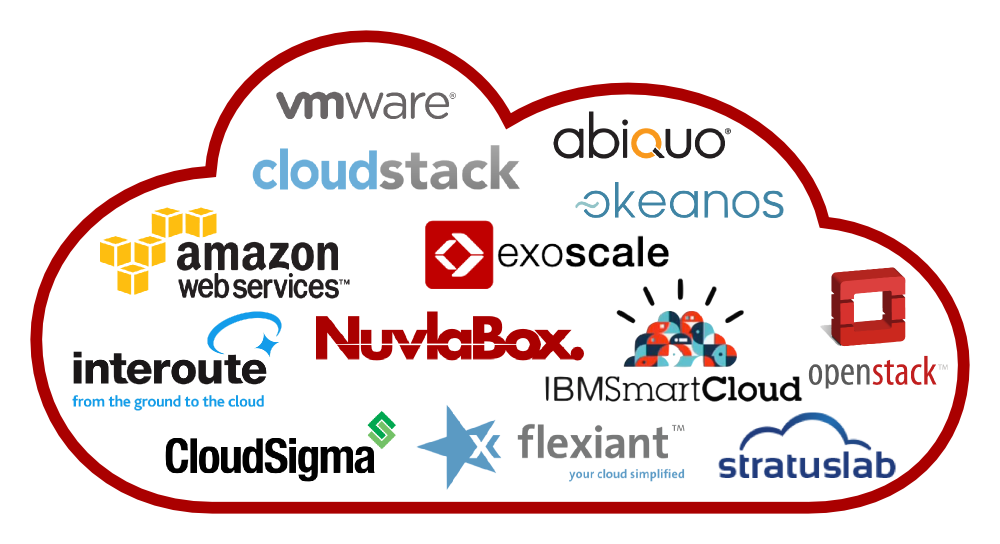 vmware®
abiquo®
cloudstack
okeanos
amazon
webservices™
exoscale
NuvlaBox.
interoute
from the ground to the cloud
IBMSmartCloud
openstack™
CloudSigma
flexiant™
your cloud simplified
stratuslab